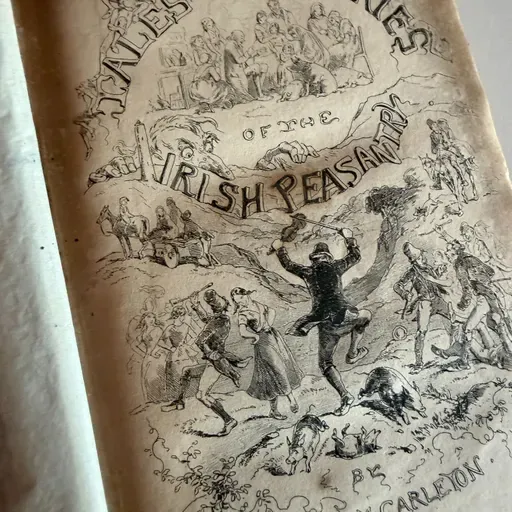 TALES
OF THE
IRISH PEASANTRY
BY
CARLETON.